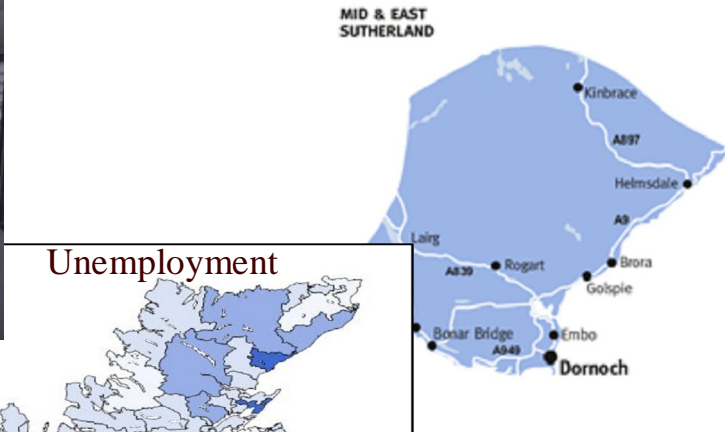 MID & EAST
SUTHERLAND
Kinbrace
A897
Helmsdale
A9
Lairg
Unemployment
A839
Rogart
Brora
Golspie
Bonar Bridge
Embo
A949
Dornoch